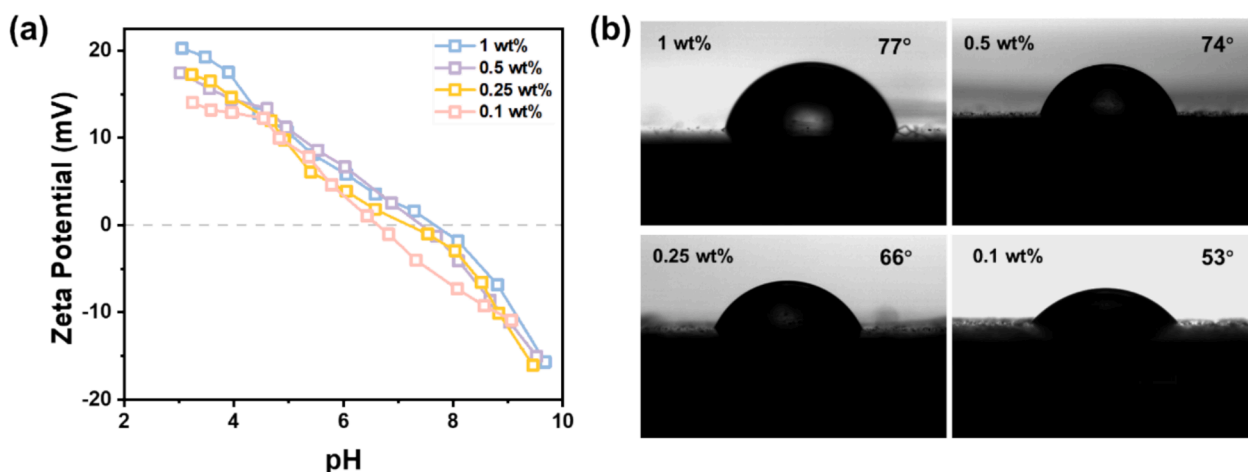 (a)
Zeta Potential (mV)
20
10
0
-10
-20
2 4 6 8 10
pH
1 wt%
0.5 wt%
0.25 wt%
0.1 wt%
(b)
1 wt% 77°
0.5 wt% 74°
0.25 wt% 66°
0.1 wt% 53°